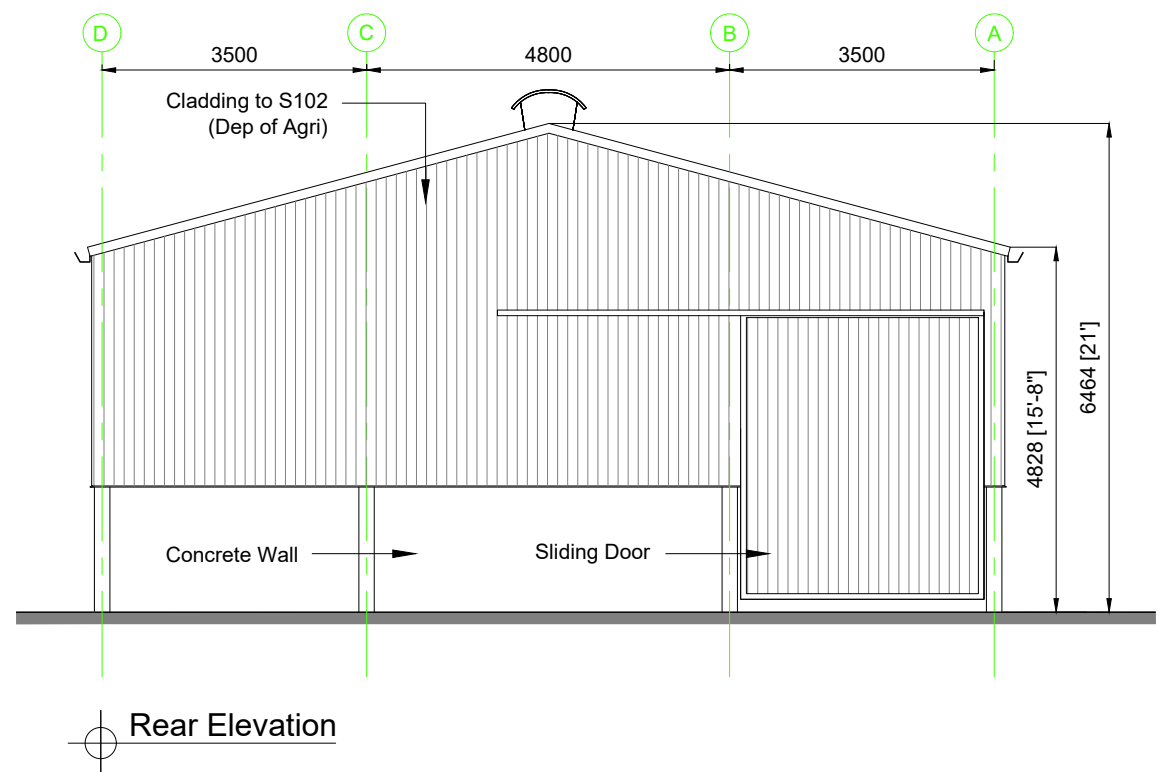 D
C
B
A
3500
4800
3500
Cladding to S102
(Dep of Agri)
4828 [15'-8"]
6464 [21']
Concrete Wall
Sliding Door
Rear Elevation